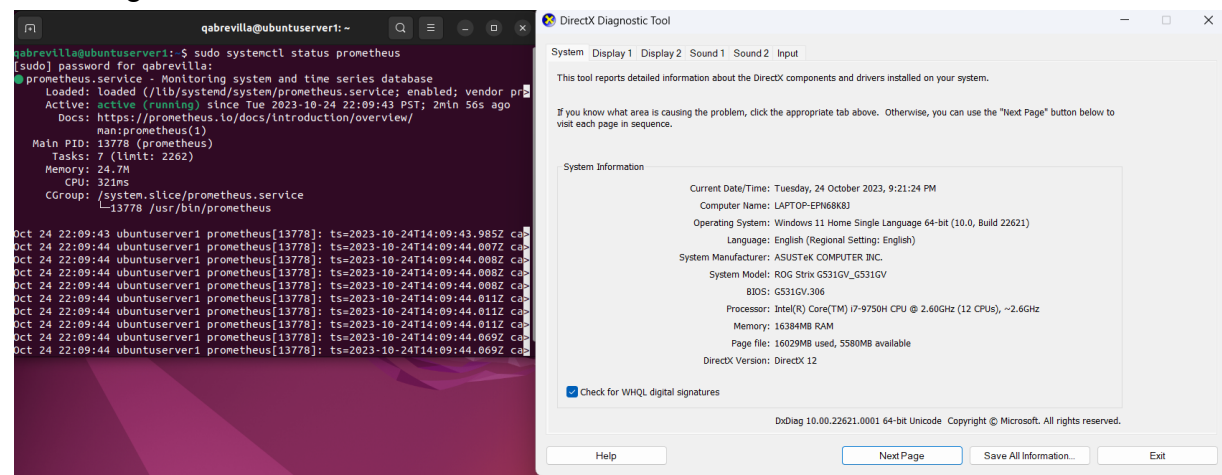 qabrevilla@ubuntuserver1: ~
qabrevilla@ubuntuserver1:~$ sudo systemctl status prometheus
[sudo] password for qabrevilla:
● prometheus.service - Monitoring system and time series database
Loaded: loaded (/lib/systemd/system/prometheus.service; enabled; vendor pr>
Active: active (running) since Tue 2023-10-24 22:09:43 PST; 2min 56s ago
Docs: https://prometheus.io/docs/introduction/overview/
man:prometheus(1)
Main PID: 13778 (prometheus)
Tasks: 7 (limit: 2262)
Memory: 24.7M
CPU: 321ms
CGroup: /system.slice/prometheus.service
└─13778 /usr/bin/prometheus
Oct 24 22:09:43 ubuntuserver1 prometheus[13778]: ts=2023-10-24T14:09:43.985Z ca>
Oct 24 22:09:44 ubuntuserver1 prometheus[13778]: ts=2023-10-24T14:09:44.007Z ca>
Oct 24 22:09:44 ubuntuserver1 prometheus[13778]: ts=2023-10-24T14:09:44.008Z ca>
Oct 24 22:09:44 ubuntuserver1 prometheus[13778]: ts=2023-10-24T14:09:44.008Z ca>
Oct 24 22:09:44 ubuntuserver1 prometheus[13778]: ts=2023-10-24T14:09:44.008Z ca>
Oct 24 22:09:44 ubuntuserver1 prometheus[13778]: ts=2023-10-24T14:09:44.011Z ca>
Oct 24 22:09:44 ubuntuserver1 prometheus[13778]: ts=2023-10-24T14:09:44.011Z ca>
Oct 24 22:09:44 ubuntuserver1 prometheus[13778]: ts=2023-10-24T14:09:44.011Z ca>
Oct 24 22:09:44 ubuntuserver1 prometheus[13778]: ts=2023-10-24T14:09:44.069Z ca>
Oct 24 22:09:44 ubuntuserver1 prometheus[13778]: ts=2023-10-24T14:09:44.069Z ca>
DirectX Diagnostic Tool
System Display 1 Display 2 Sound 1 Sound 2 Input
This tool reports detailed information about the DirectX components and drivers installed on your system.
If you know what area is causing the problem, click the appropriate tab above. Otherwise, you can use the "Next Page" button below to
visit each page in sequence.
System Information
Current Date/Time: Tuesday, 24 October 2023, 9:21:24 PM
Computer Name: LAPTOP-EPN68K8J
Operating System: Windows 11 Home Single Language 64-bit (10.0, Build 22621)
Language: English (Regional Setting: English)
System Manufacturer: ASUSTeK COMPUTER INC.
System Model: ROG Strix G531GV_G531GV
BIOS: G531GV.306
Processor: Intel(R) Core(TM) i7-9750H CPU @ 2.60GHz (12 CPUs), ~2.6GHz
Memory: 16384MB RAM
Page file: 16029MB used, 5580MB available
DirectX Version: DirectX 12
Check for WHQL digital signatures
DxDiag 10.00.22621.0001 64-bit Unicode Copyright © Microsoft. All rights reserved.
Help
Next Page
Save All Information...
Exit